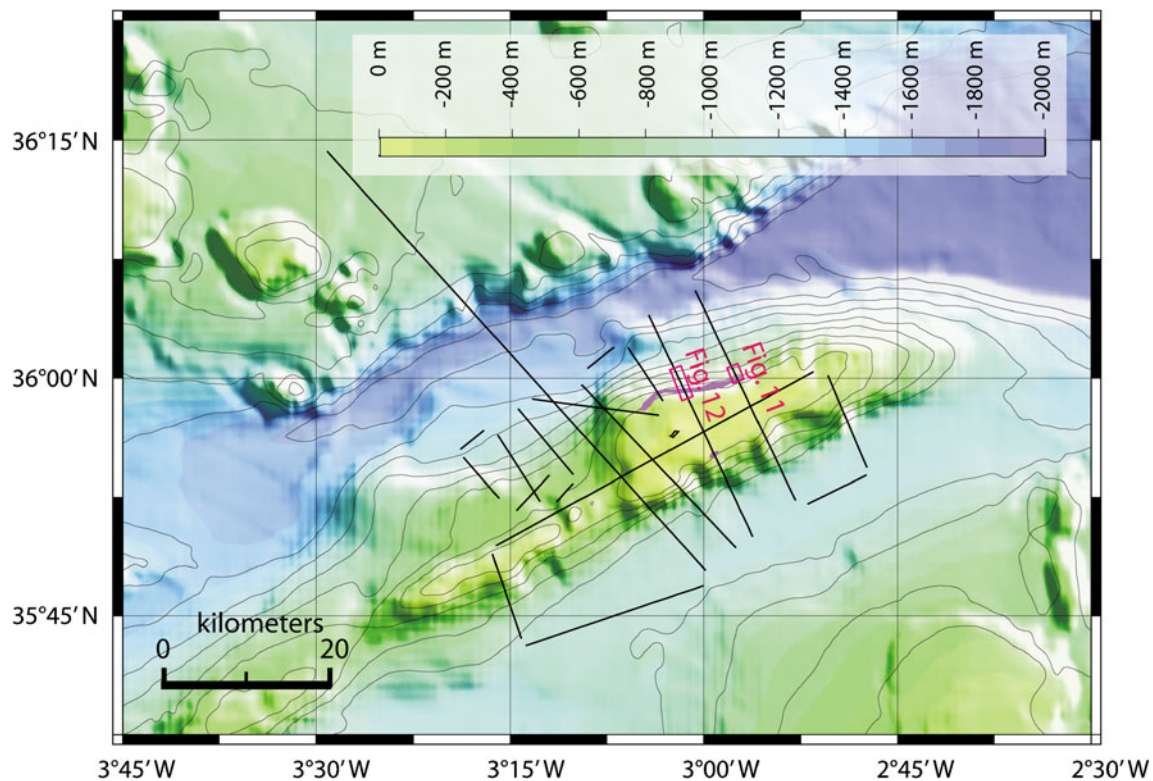 0 m
-200 m
-400 m
-600 m
-800 m
-1000 m
-1200 m
-1400 m
-1600 m
-1800 m
-2000 m
36°15′ N
36°00′ N
35°45′ N
Fig. 12
Fig. 11
kilometers
0 20
3°45′W 3°30′W 3°15′W 3°00′W 2°45′W 2°30′W